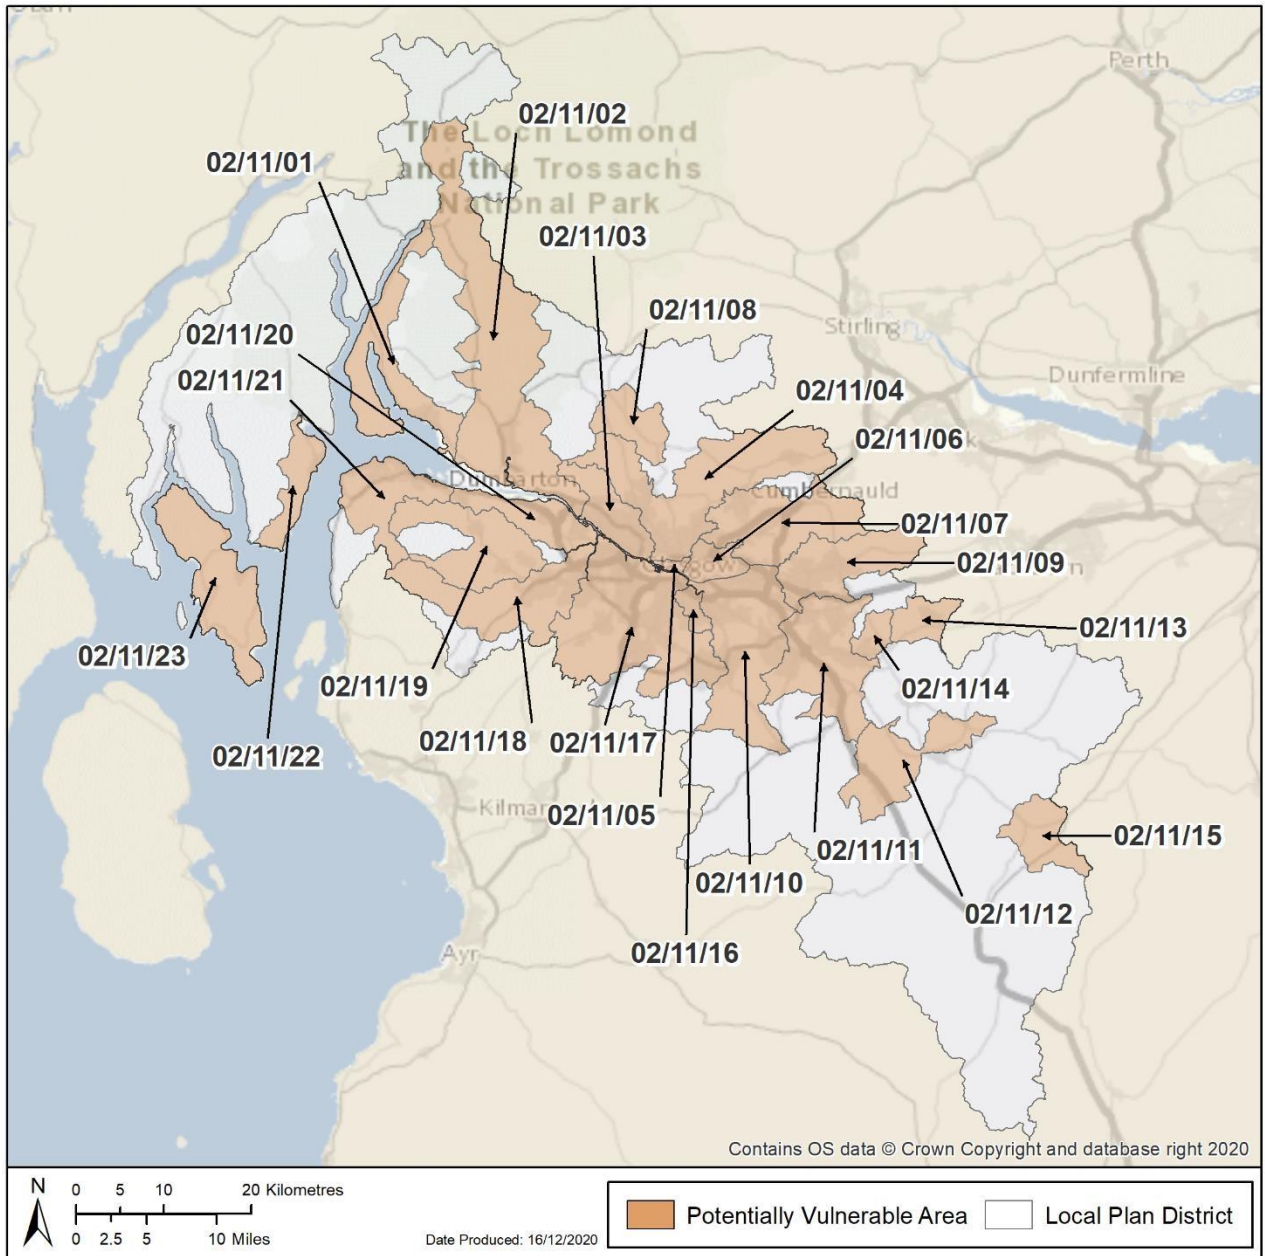 Perth
02/11/02
The Loch Lomond
and the Trossachs
National Park
02/11/01
02/11/03
02/11/08
Stirling
02/11/20
02/11/21
Dunfermline
02/11/04
02/11/06
Dumbarton
Cumbernauld
02/11/07
Glasgow
02/11/09
02/11/13
02/11/23
02/11/19
02/11/14
02/11/22
02/11/18
02/11/17
02/11/05
02/11/11
02/11/15
02/11/10
02/11/12
02/11/16
Ayr
Contains OS data © Crown Copyright and database right 2020
N
0 5 10 20 Kilometres
0 2.5 5 10 Miles
Date Produced: 16/12/2020
Potentially Vulnerable Area
Local Plan District